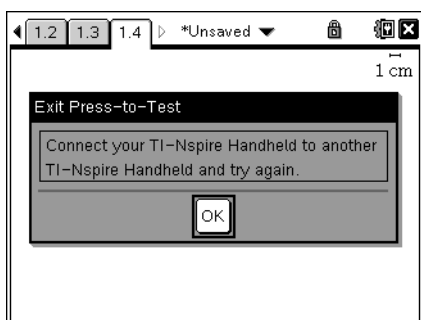 1.2 1.3 1.4 *Unsaved
1 cm
Exit Press-to-Test
Connect your TI-Nspire Handheld to another
TI-Nspire Handheld and try again.
OK